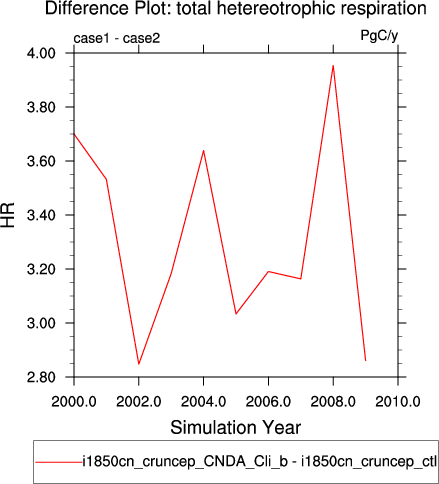 Difference Plot: total hetereotrophic respiration
case1 - case2
PgC/y
4.00
3.80
3.60
3.40
3.20
3.00
2.80
HR
2000.0 2002.0 2004.0 2006.0 2008.0 2010.0
Simulation Year
i1850cn_cruncep_CNDA_Cli_b - i1850cn_cruncep_ctl